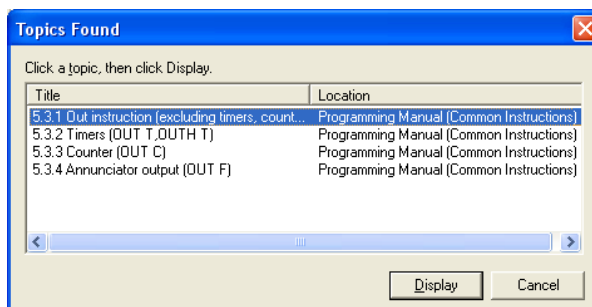 Topics Found
Click a topic, then click Display.
Title Location
5.3.1 Out instruction (excluding timers, count... Programming Manual (Common Instructions)
5.3.2 Timers (OUT T,OUTH T) Programming Manual (Common Instructions)
5.3.3 Counter (OUT C) Programming Manual (Common Instructions)
5.3.4 Annunciator output (OUT F) Programming Manual (Common Instructions)
Display Cancel